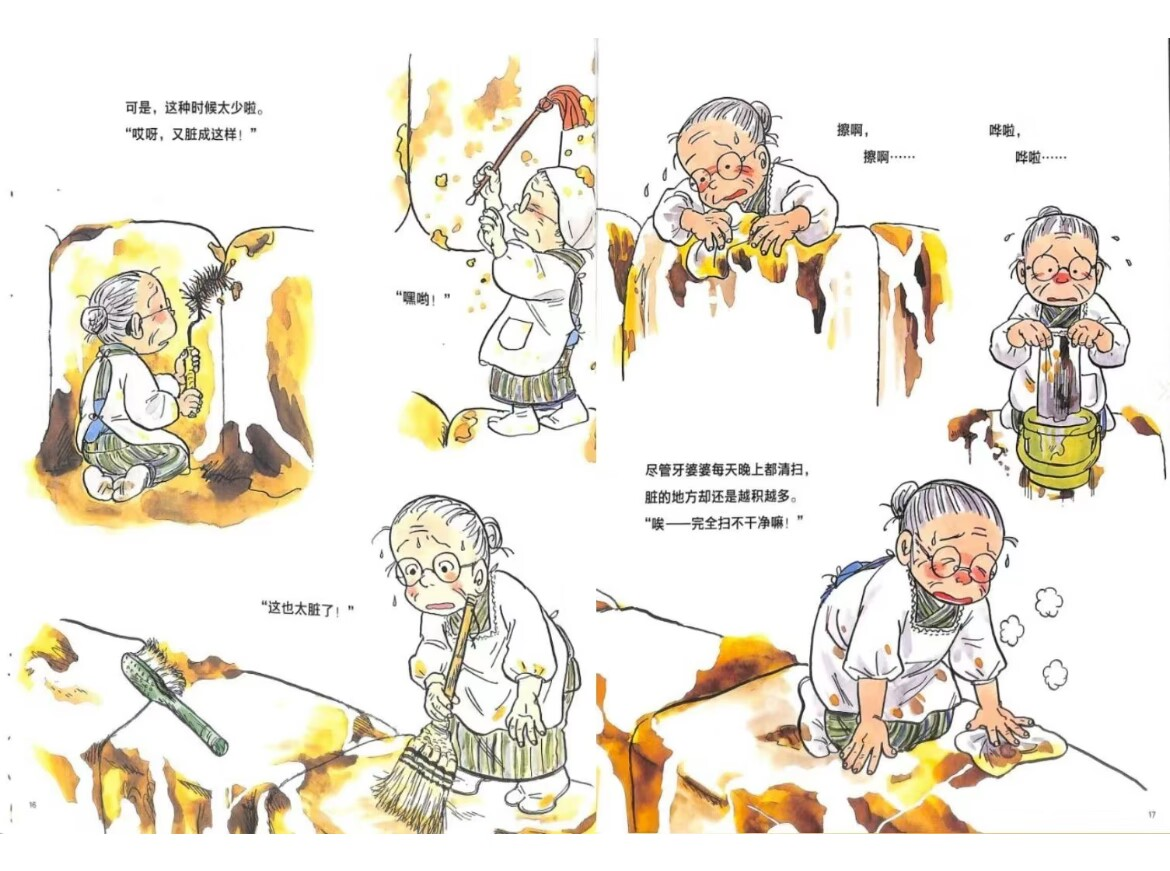 可是，这种时候太少啦。
“哎呀，又脏成这样！”
“嘿哟！”
“这也太脏了！”
16
擦啊，
擦啊……
哗啦，
哗啦……
尽管牙婆婆每天晚上都清扫，
脏的地方却还是越积越多。
“唉——完全扫不干净嘛！”
17